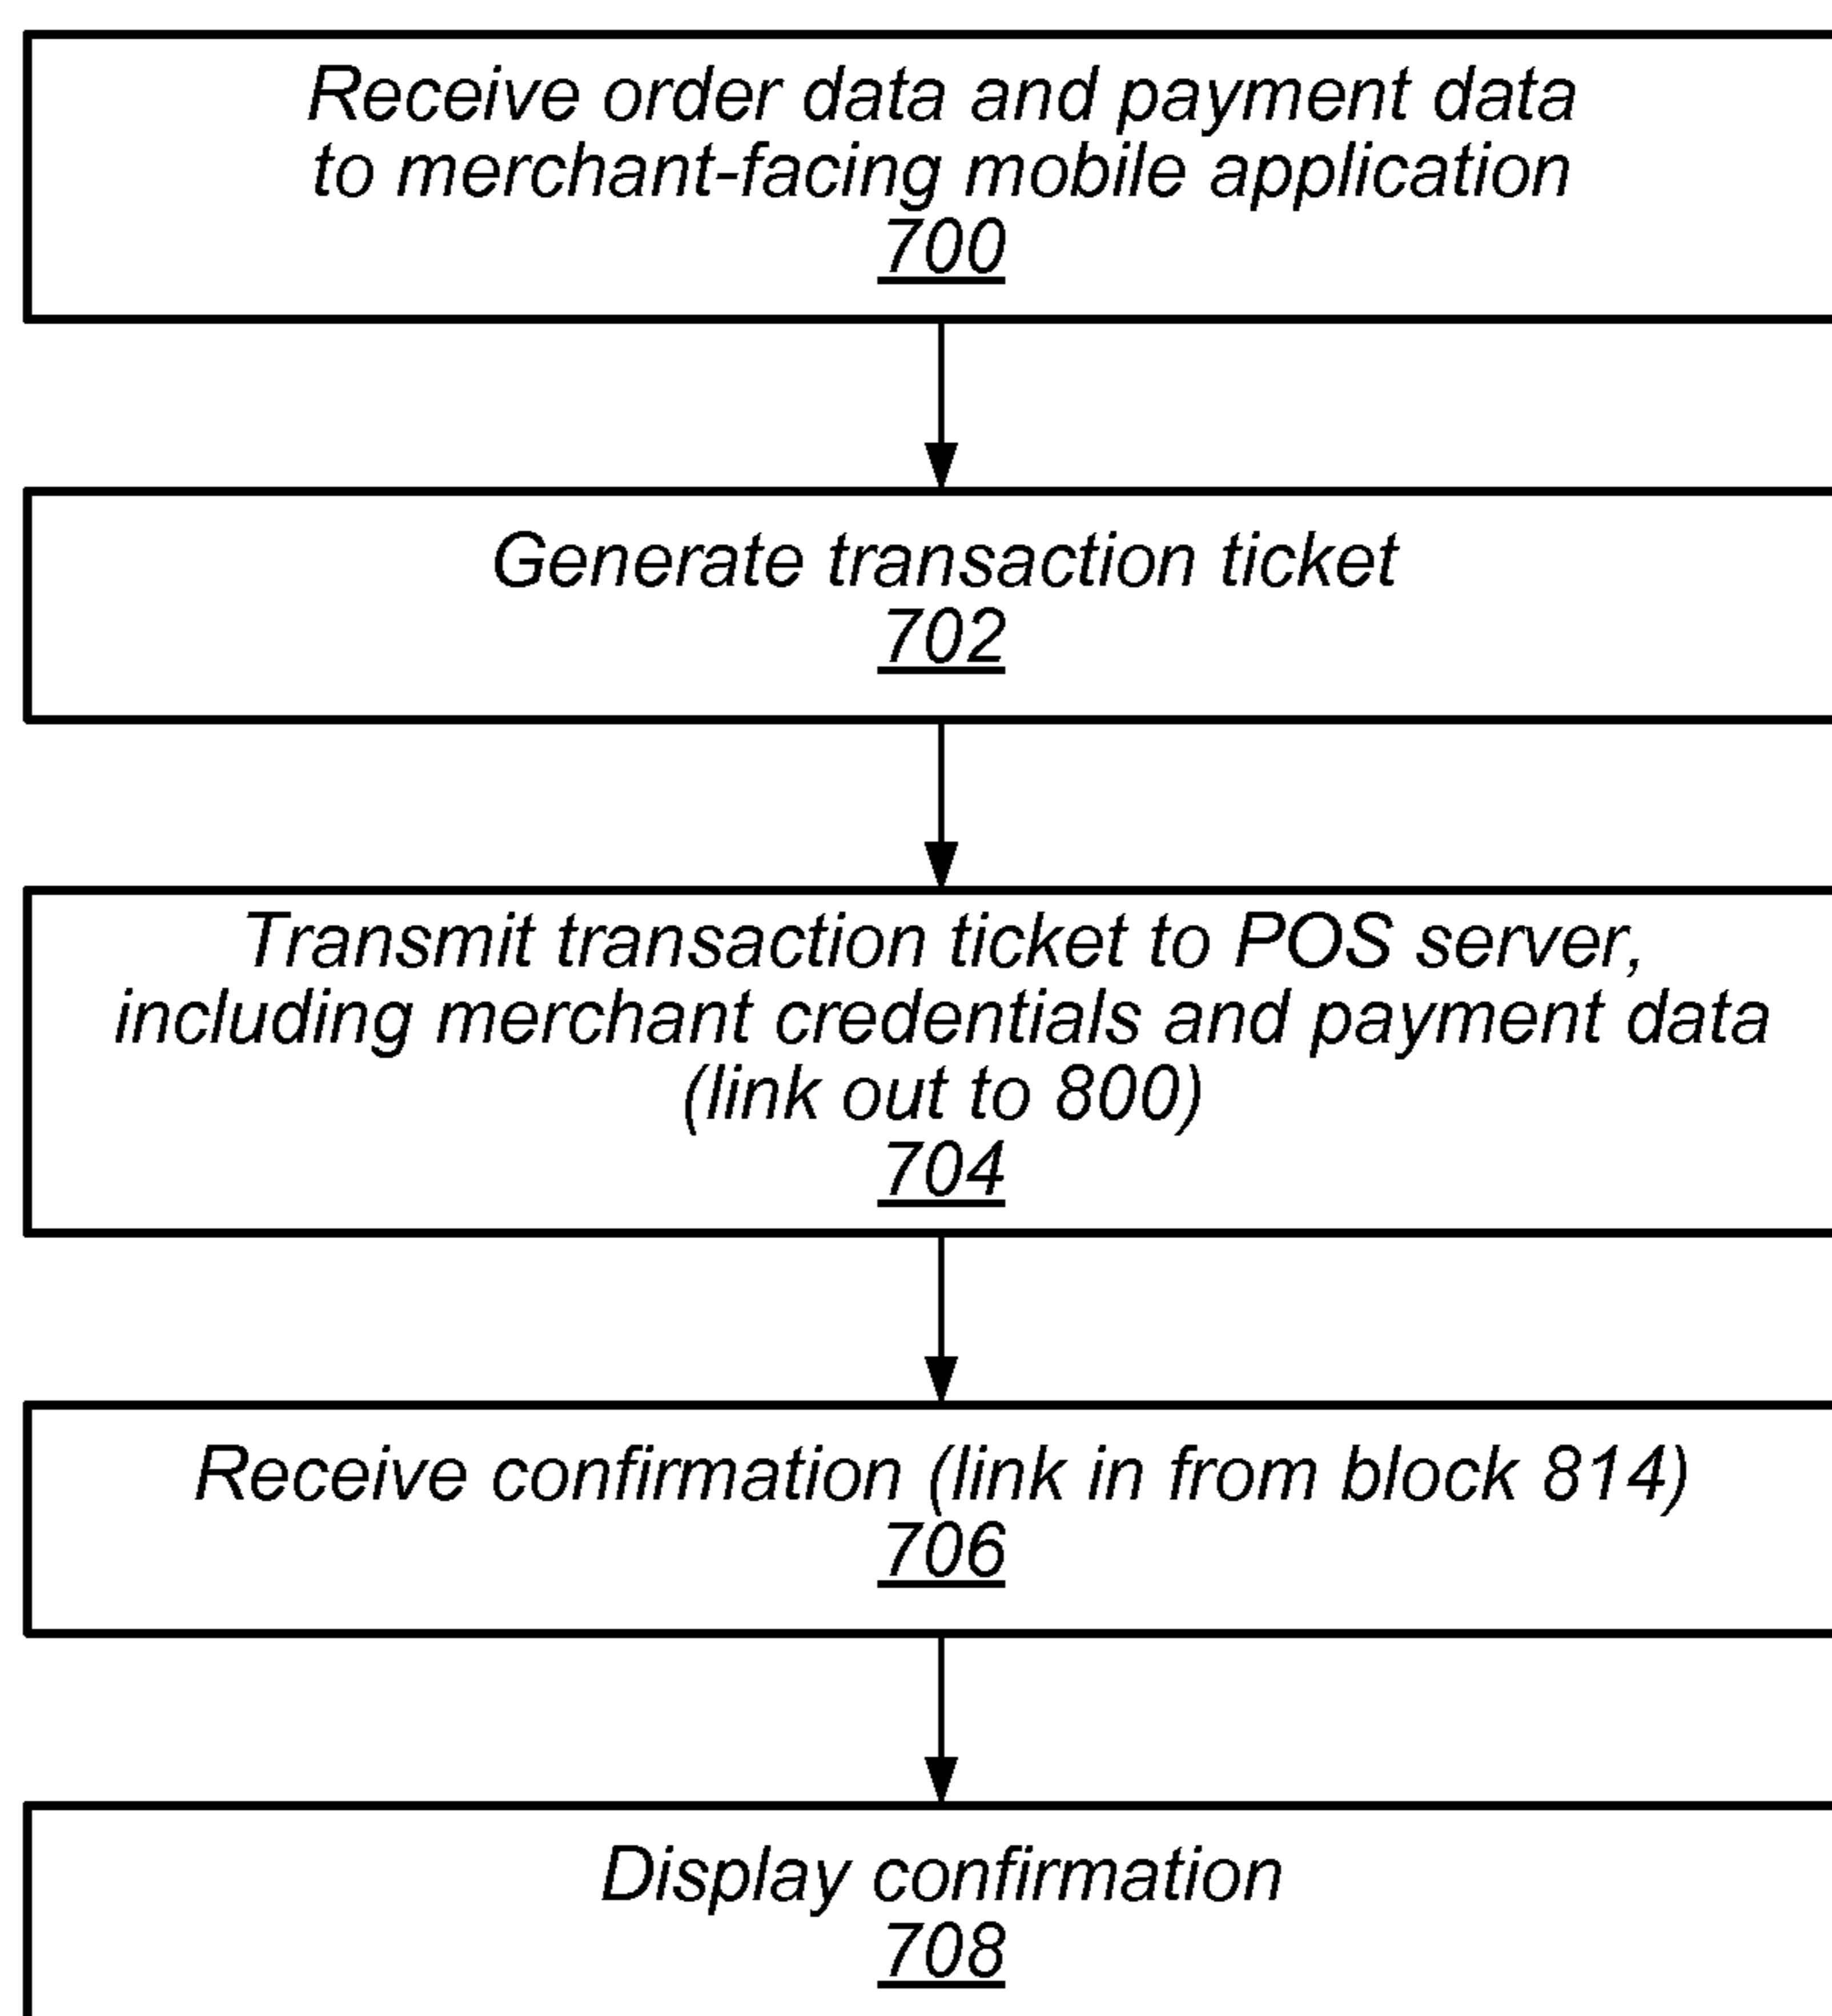 Receive order data and payment data
to merchant-facing mobile application
700
Generate transaction ticket
702
Transmit transaction ticket to POS server,
including merchant credentials and payment data
(link out to 800)
704
Receive confirmation (link in from block 814)
706
Display confirmation
708